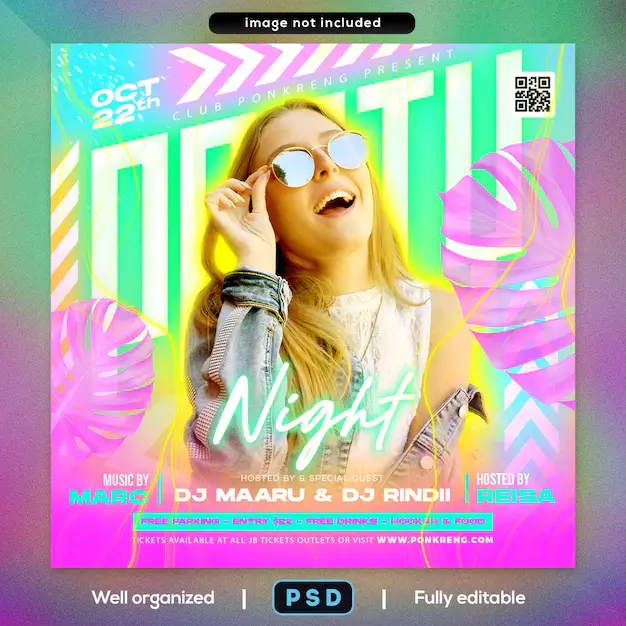 image not included
OCT
22th
CLUB PONKRENG PRESENT
Night
MUSIC BY
MARC
HOSTED BY & SPECIAL GUEST
DJ MAARU & DJ RINDII
HOSTED BY
REISA
FREE PARKING - ENTRY $22 - FREE DRINKS - HOOKAH & FOOD
TICKETS AVAILABLE AT ALL JB TICKETS OUTLETS OR VISIT WWW.PONKRENG.COM
Well organized | PSD | Fully editable